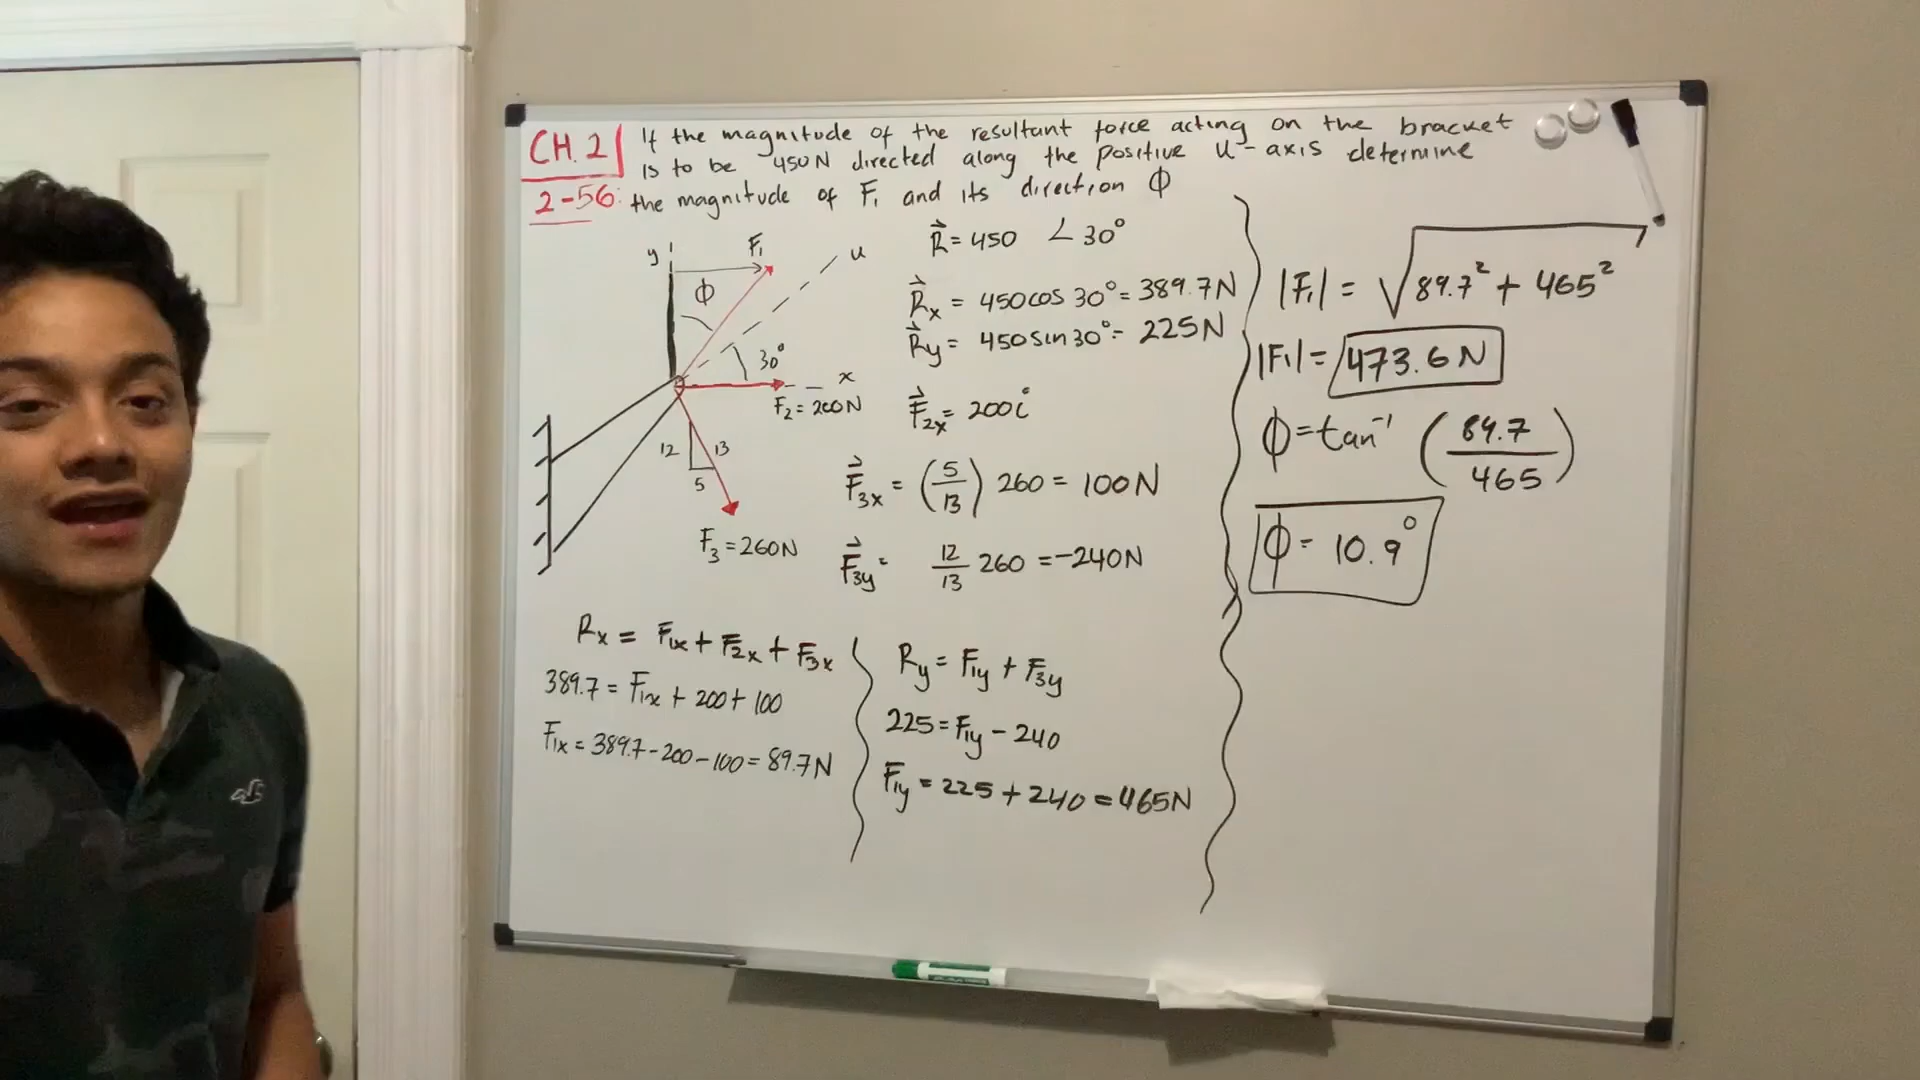 CH. 2
If the magnitude of the resultant force acting on the bracket
is to be 450N directed along the positive u-axis determine
2-56: the magnitude of F₁ and its direction ϕ
y
F₁
u
ϕ
30°
x
F₂=200N
12
13
5
F₃=260N
R⃗=450 ∠30°
R⃗x = 450cos30°=389.7N
R⃗y= 450sin30°= 225N
F⃗₂x= 200i
F⃗₃x = (5/13) 260 = 100N
F⃗₃y= 12/13 260 =-240N
Rx = F₁x + F₂x + F₃x
389.7 = F₁x + 200 + 100
F₁x = 389.7-200-100=89.7N
Ry = F₁y + F₃y
225=F₁y - 240
F₁y = 225 + 240 = 465N
|F₁| = √89.7² + 465²
|F₁| = 473.6N
ϕ=tan⁻¹ (89.7/465)
ϕ= 10.9°